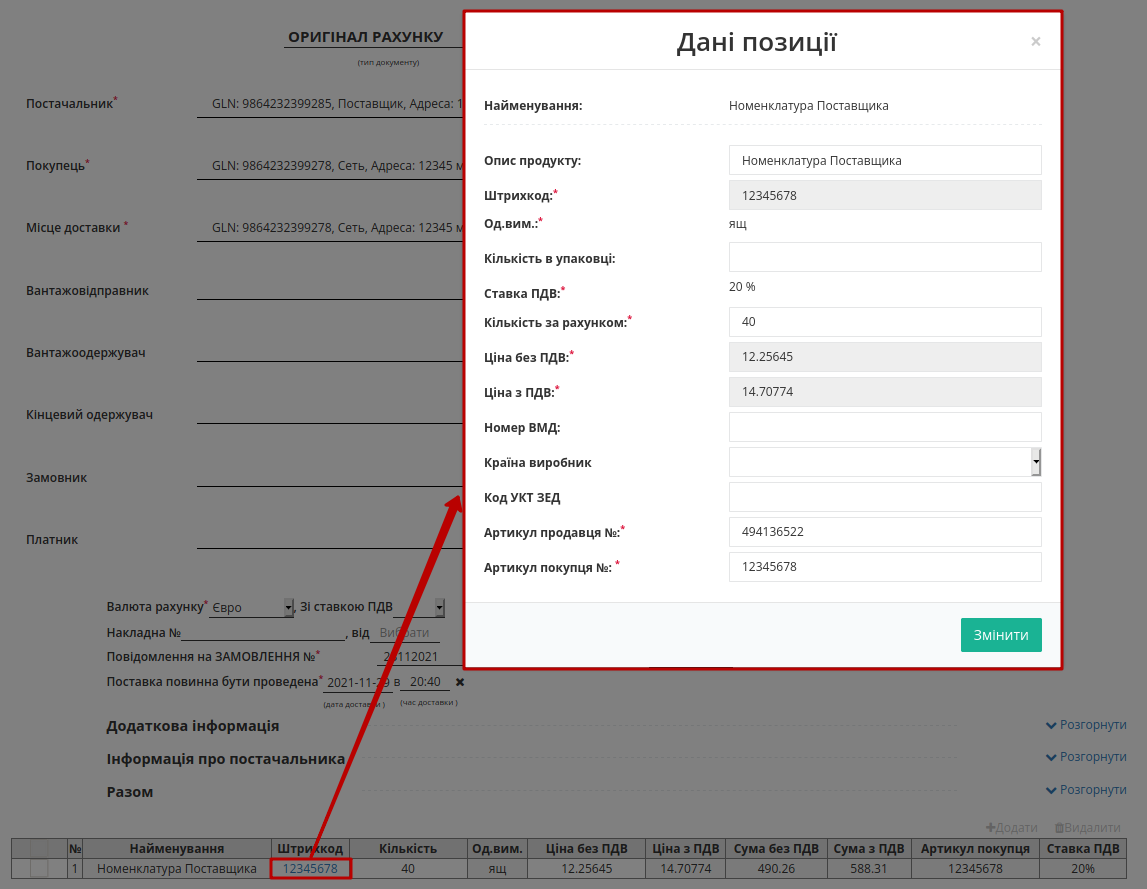 ОРИГІНАЛ РАХУНКУ
(тип документу)
Постачальник* GLN: 9864232399285, Поставщик, Адреса: 1
Покупець* GLN: 9864232399278, Сеть, Адреса: 12345 м
Місце доставки * GLN: 9864232399278, Сеть, Адреса: 12345 м
Вантажовідправник
Вантажоодержувач
Кінцевий одержувач
Замовник
Платник
Валюта рахунку* Євро , Зі ставкою ПДВ
Накладна № , від Вибрати
Повідомлення на ЗАМОВЛЕННЯ №* 28112021
Поставка повинна бути проведена* 2021-11-29 в 20:40 ✖
(дата доставки ) (час доставки )
Дані позиції ×
Найменування: Номенклатура Поставщика
Опис продукту: Номенклатура Поставщика
Штрихкод:* 12345678
Од.вим.:* ящ
Кількість в упаковці:
Ставка ПДВ:* 20 %
Кількість за рахунком:* 40
Ціна без ПДВ:* 12.25645
Ціна з ПДВ:* 14.70774
Номер ВМД:
Країна виробник
Код УКТ ЗЕД
Артикул продавця №:* 494136522
Артикул покупця №: * 12345678
Змінити
Додаткова інформація Розгорнути
Інформація про постачальника Розгорнути
Разом Розгорнути
Додати Видалити
№ Найменування Штрихкод Кількість Од.вим. Ціна без ПДВ Ціна з ПДВ Сума без ПДВ Сума з ПДВ Артикул покупця Ставка ПДВ
1 Номенклатура Поставщика 12345678 40 ящ 12.25645 14.70774 490.26 588.31 12345678 20%